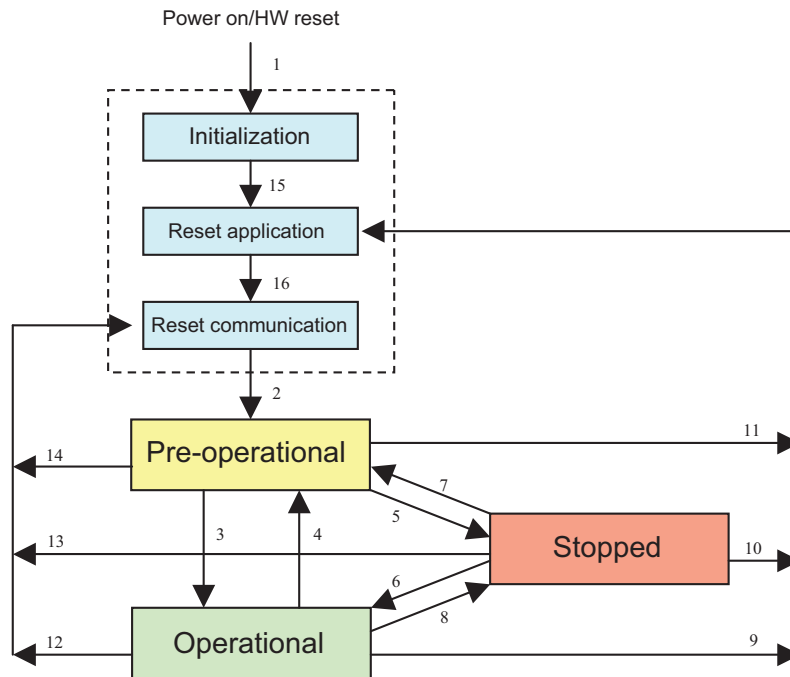 Power on/HW reset
1
Initialization
15
Reset application
16
Reset communication
2
Pre-operational
11
14
7
5
3
4
Stopped
13
10
6
8
Operational
12
9